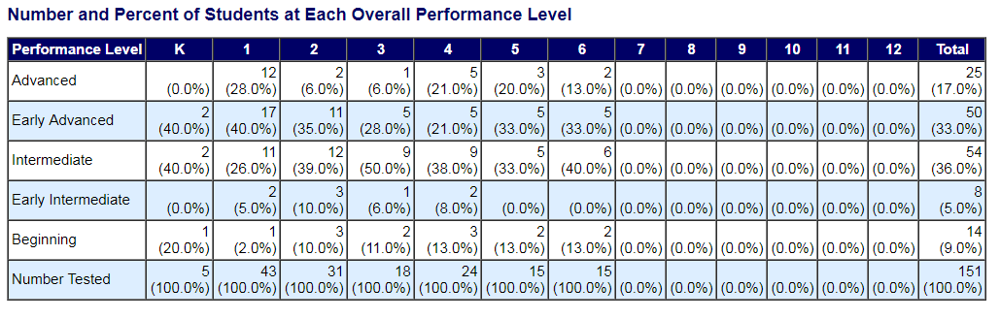 Number and Percent of Students at Each Overall Performance Level
Performance Level K 1 2 3 4 5 6 7 8 9 10 11 12 Total
Advanced (0.0%) 12 (28.0%) 2 (6.0%) 1 (6.0%) 5 (21.0%) 3 (20.0%) 2 (13.0%) (0.0%) (0.0%) (0.0%) (0.0%) (0.0%) (0.0%) 25 (17.0%)
Early Advanced 2 (40.0%) 17 (40.0%) 11 (35.0%) 5 (28.0%) 5 (21.0%) 5 (33.0%) 5 (33.0%) (0.0%) (0.0%) (0.0%) (0.0%) (0.0%) (0.0%) 50 (33.0%)
Intermediate 2 (40.0%) 11 (26.0%) 12 (39.0%) 9 (50.0%) 9 (38.0%) 5 (33.0%) 6 (40.0%) (0.0%) (0.0%) (0.0%) (0.0%) (0.0%) (0.0%) 54 (36.0%)
Early Intermediate (0.0%) 2 (5.0%) 3 (10.0%) 1 (6.0%) 2 (8.0%) (0.0%) (0.0%) (0.0%) (0.0%) (0.0%) (0.0%) (0.0%) (0.0%) 8 (5.0%)
Beginning 1 (20.0%) 1 (2.0%) 3 (10.0%) 2 (11.0%) 3 (13.0%) 2 (13.0%) 2 (13.0%) (0.0%) (0.0%) (0.0%) (0.0%) (0.0%) (0.0%) 14 (9.0%)
Number Tested 5 (100.0%) 43 (100.0%) 31 (100.0%) 18 (100.0%) 24 (100.0%) 15 (100.0%) 15 (100.0%) (0.0%) (0.0%) (0.0%) (0.0%) (0.0%) (0.0%) 151 (100.0%)